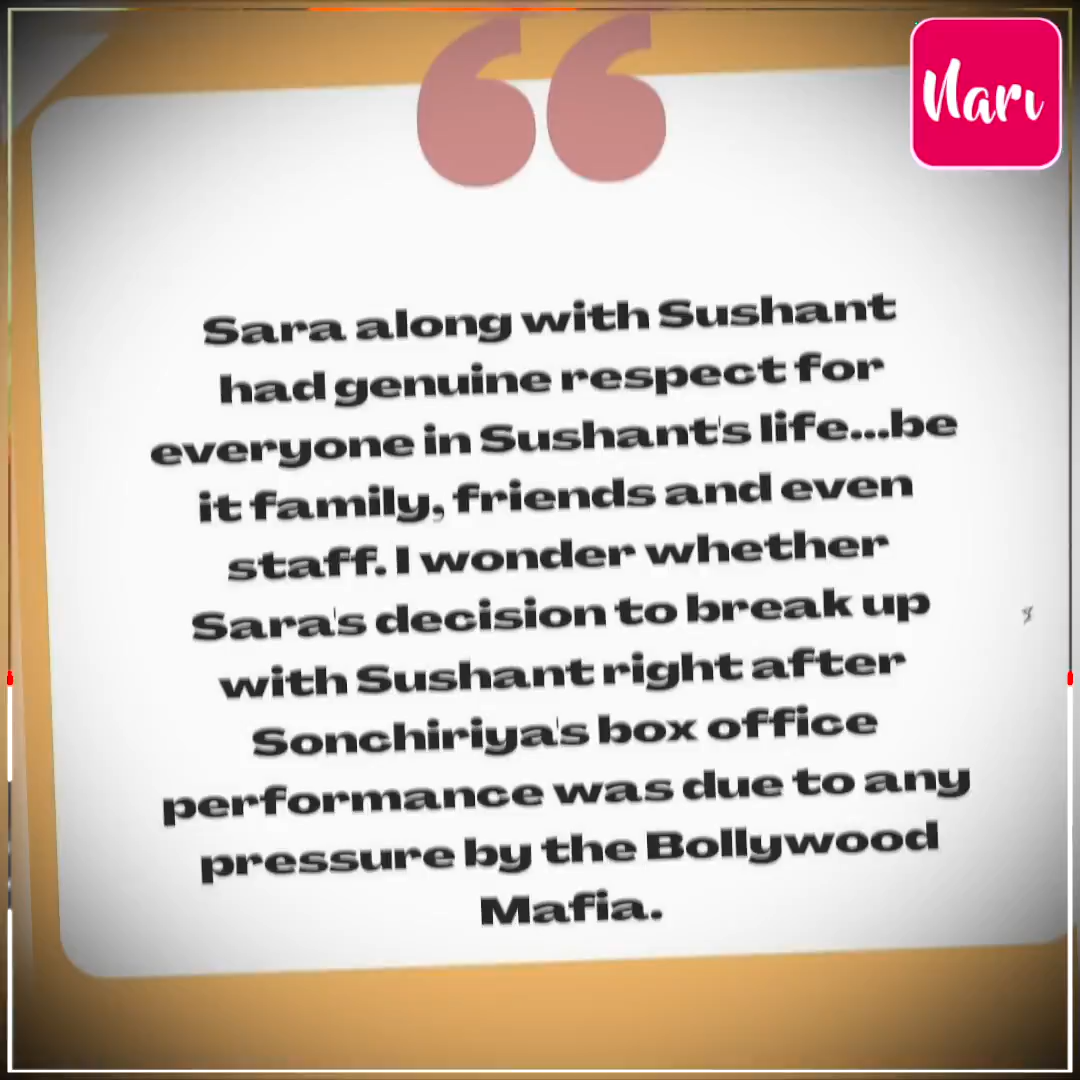 Nari
Sara along with Sushant
had genuine respect for
everyone in Sushant's life...be
it family, friends and even
staff. I wonder whether
Sara's decision to break up
with Sushant right after
Sonchiriya's box office
performance was due to any
pressure by the Bollywood
Mafia.